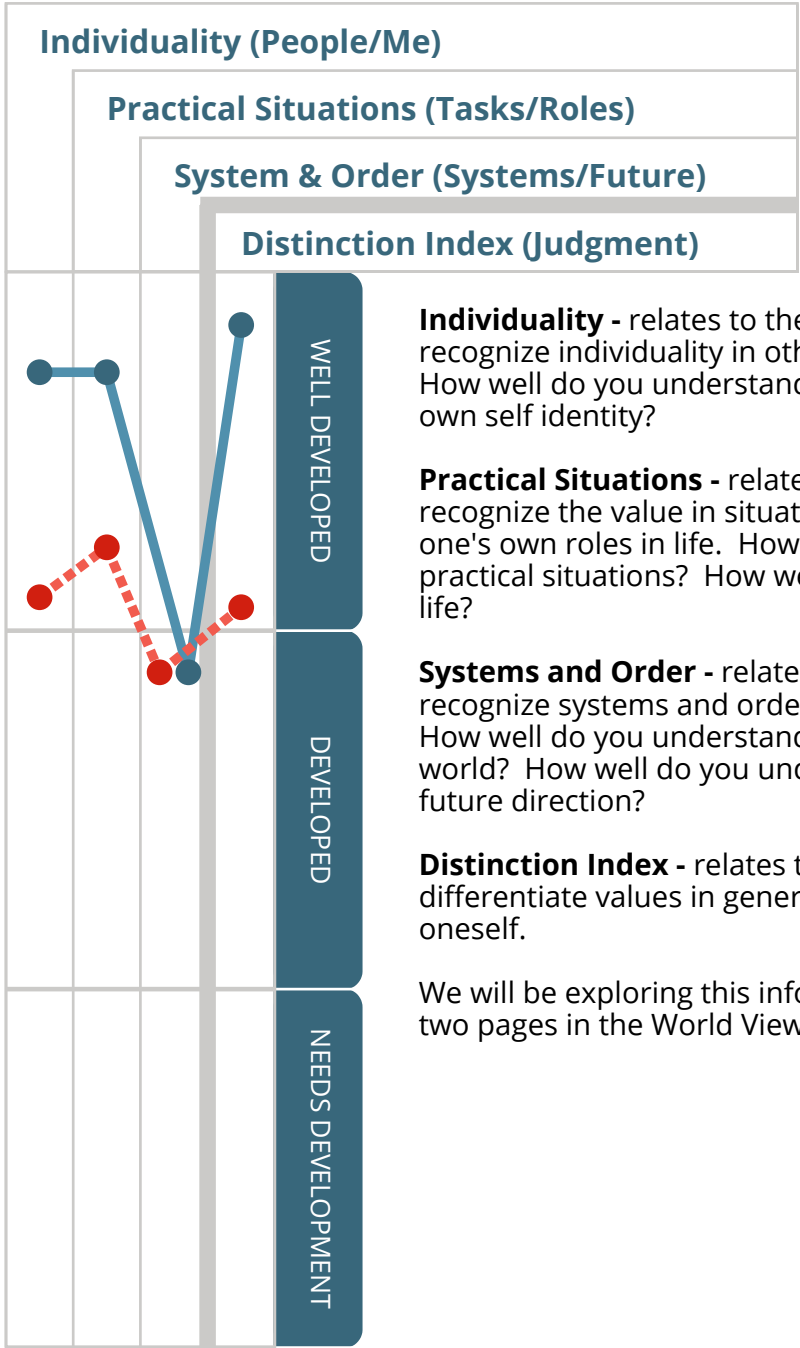 Individuality (People/Me)
Practical Situations (Tasks/Roles)
System & Order (Systems/Future)
Distinction Index (Judgment)
WELL DEVELOPED
DEVELOPED
NEEDS DEVELOPMENT
Individuality - relates to the
recognize individuality in oth
How well do you understand
own self identity?
Practical Situations - relate
recognize the value in situat
one's own roles in life.  How
practical situations?  How we
life?
Systems and Order - relate
recognize systems and orde
How well do you understand
world?  How well do you und
future direction?
Distinction Index - relates t
differentiate values in gener
oneself.
We will be exploring this info
two pages in the World View